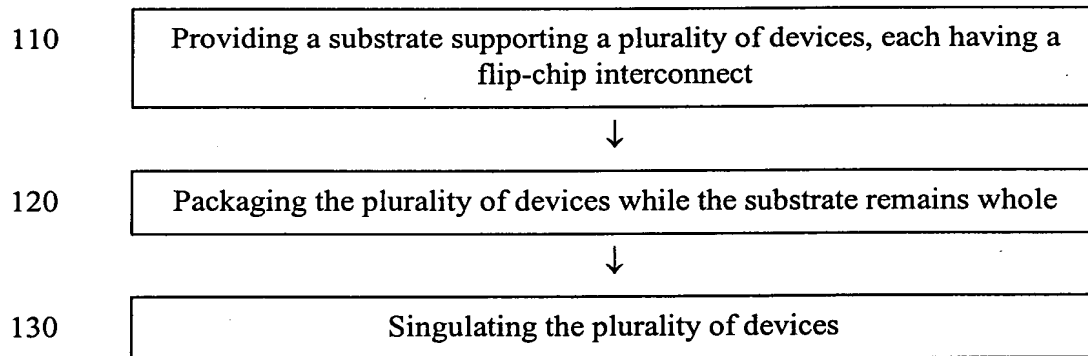 110 Providing a substrate supporting a plurality of devices, each having a
flip-chip interconnect
↓
120 Packaging the plurality of devices while the substrate remains whole
↓
130 Singulating the plurality of devices